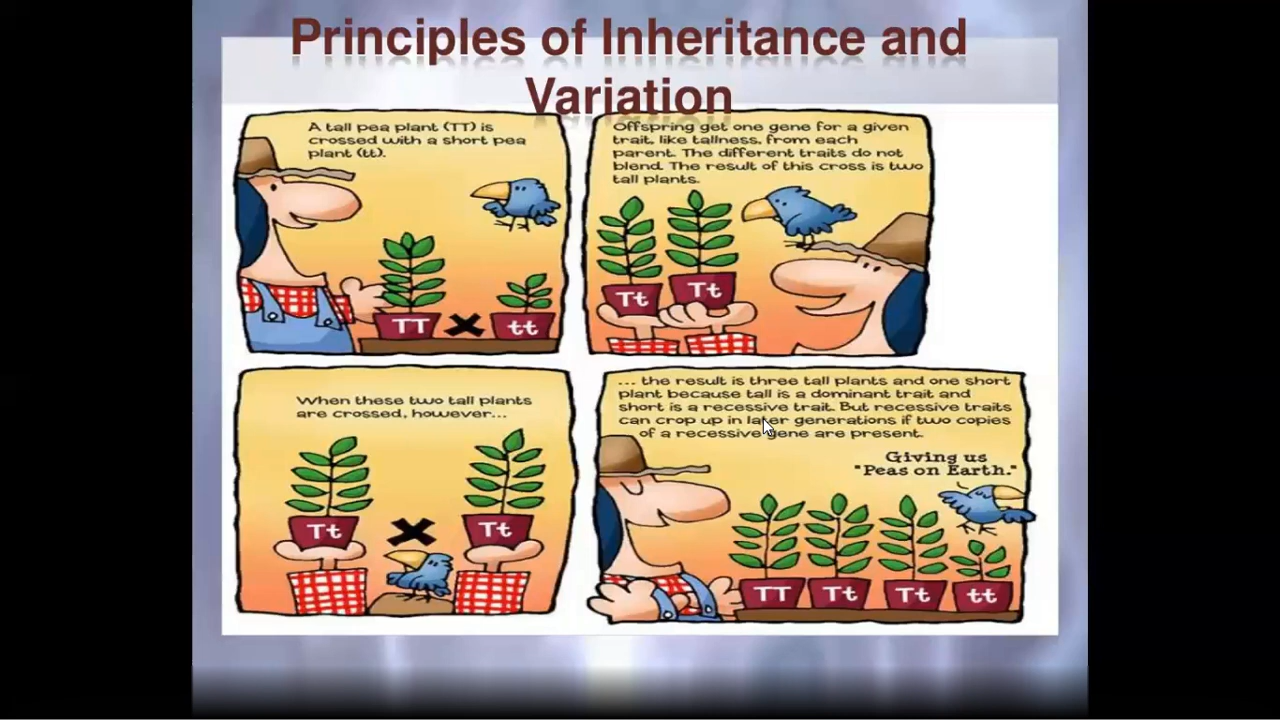 Principles of Inheritance and
Variation
A tall pea plant (TT) is
crossed with a short pea
plant (tt).
TT
tt
Offspring get one gene for a given
trait, like tallness, from each
parent. The different traits do not
blend. The result of this cross is two
tall plants.
Tt
Tt
When these two tall plants
are crossed, however...
Tt
Tt
... the result is three tall plants and one short
plant because tall is a dominant trait and
short is a recessive trait. But recessive traits
can crop up in later generations if two copies
of a recessive gene are present.
Giving us
"Peas on Earth."
TT
Tt
Tt
tt